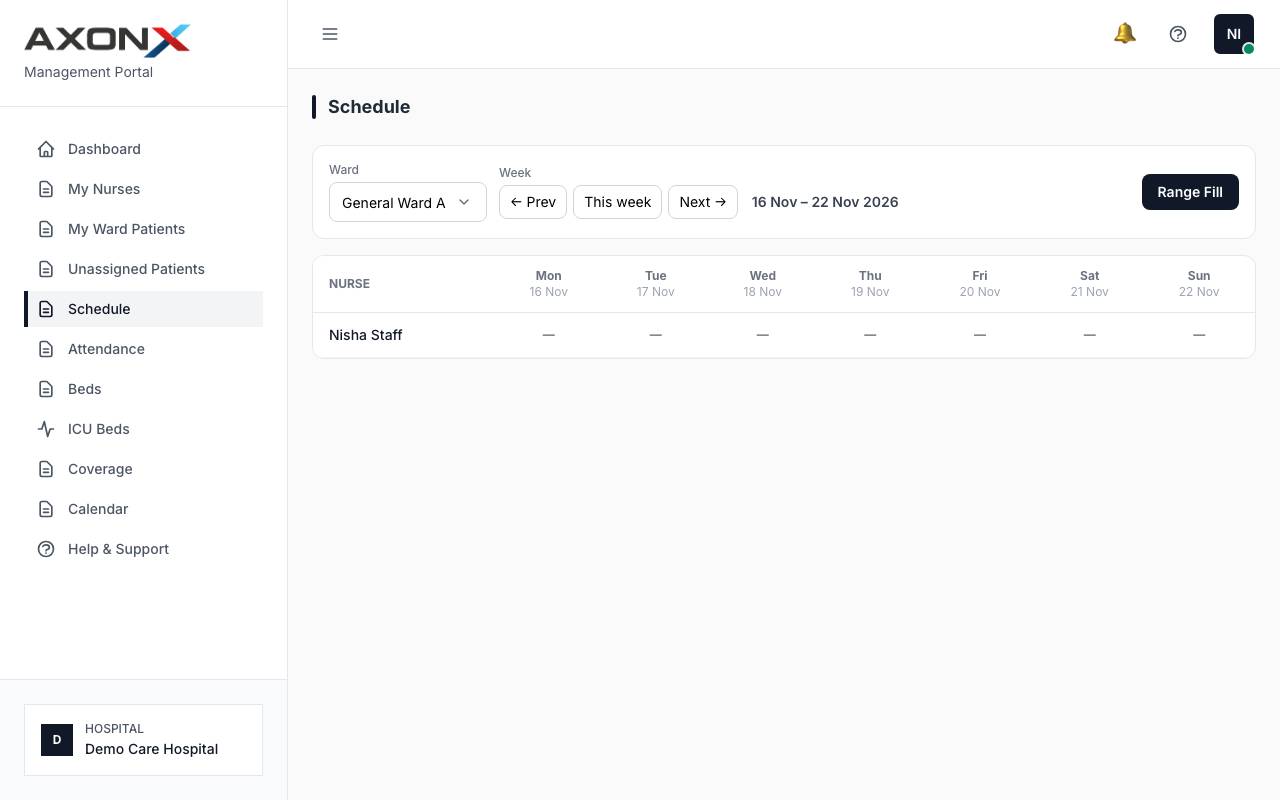 AXONX
Management Portal
Dashboard
My Nurses
My Ward Patients
Unassigned Patients
Schedule
Attendance
Beds
ICU Beds
Coverage
Calendar
Help & Support
D
HOSPITAL
Demo Care Hospital
NI
Schedule
Ward
General Ward A
Week
← Prev
This week
Next →
16 Nov – 22 Nov 2026
Range Fill
NURSE
Mon
16 Nov
Tue
17 Nov
Wed
18 Nov
Thu
19 Nov
Fri
20 Nov
Sat
21 Nov
Sun
22 Nov
Nisha Staff — — — — — — —